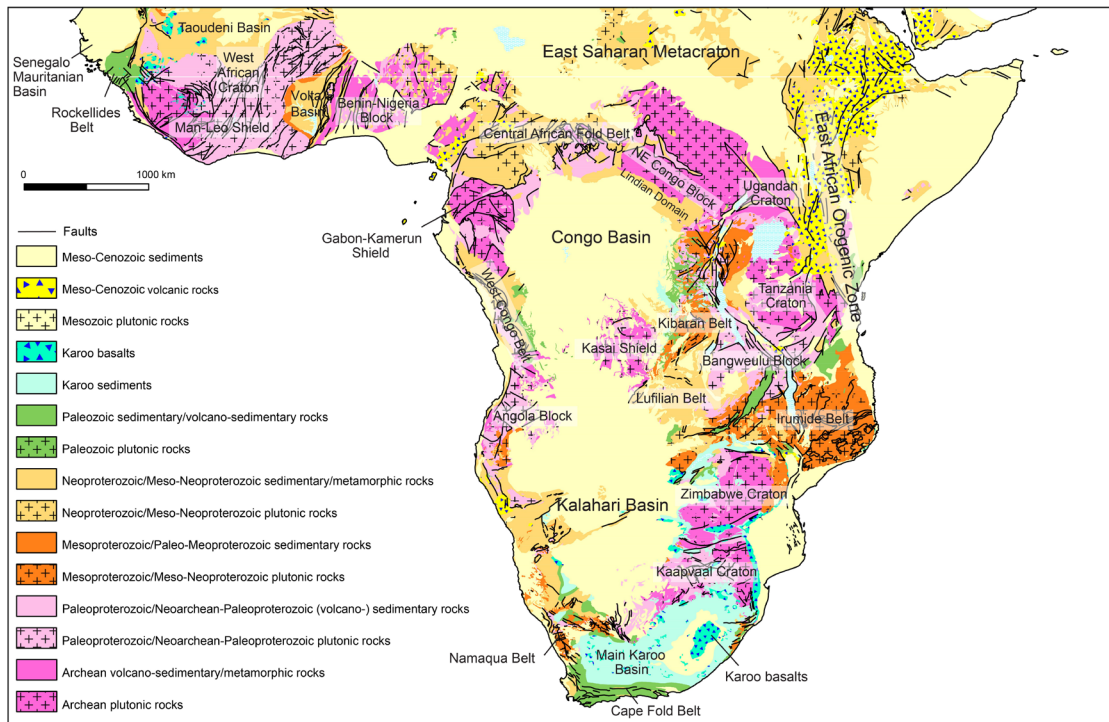 Taoudeni Basin
East Saharan Metacraton
Senegalo
Mauritanian
Basin
West
African
Craton
Volta
Basin
Benin-Nigeria
Block
Rockellides
Belt
Man-Leo Shield
Central African Fold Belt
East African Orogenic Zone
NE Congo Block
Lindian Domain
Ugandan
Craton
0
1000 km
Gabon-Kamerun
Shield
Congo Basin
Tanzania
Craton
West Congo Belt
Kibaran Belt
Kasai Shield
Bangweulu Block
Lufilian Belt
Angola Block
Irumide Belt
Zimbabwe Craton
Kalahari Basin
Kaapvaal Craton
Namaqua Belt
Main Karoo
Basin
Karoo basalts
Cape Fold Belt
Faults
Meso-Cenozoic sediments
Meso-Cenozoic volcanic rocks
Mesozoic plutonic rocks
Karoo basalts
Karoo sediments
Paleozoic sedimentary/volcano-sedimentary rocks
Paleozoic plutonic rocks
Neoproterozoic/Meso-Neoproterozoic sedimentary/metamorphic rocks
Neoproterozoic/Meso-Neoproterozoic plutonic rocks
Mesoproterozoic/Paleo-Meoproterozoic sedimentary rocks
Mesoproterozoic/Meso-Neoproterozoic plutonic rocks
Paleoproterozoic/Neoarchean-Paleoproterozoic (volcano-) sedimentary rocks
Paleoproterozoic/Neoarchean-Paleoproterozoic plutonic rocks
Archean volcano-sedimentary/metamorphic rocks
Archean plutonic rocks